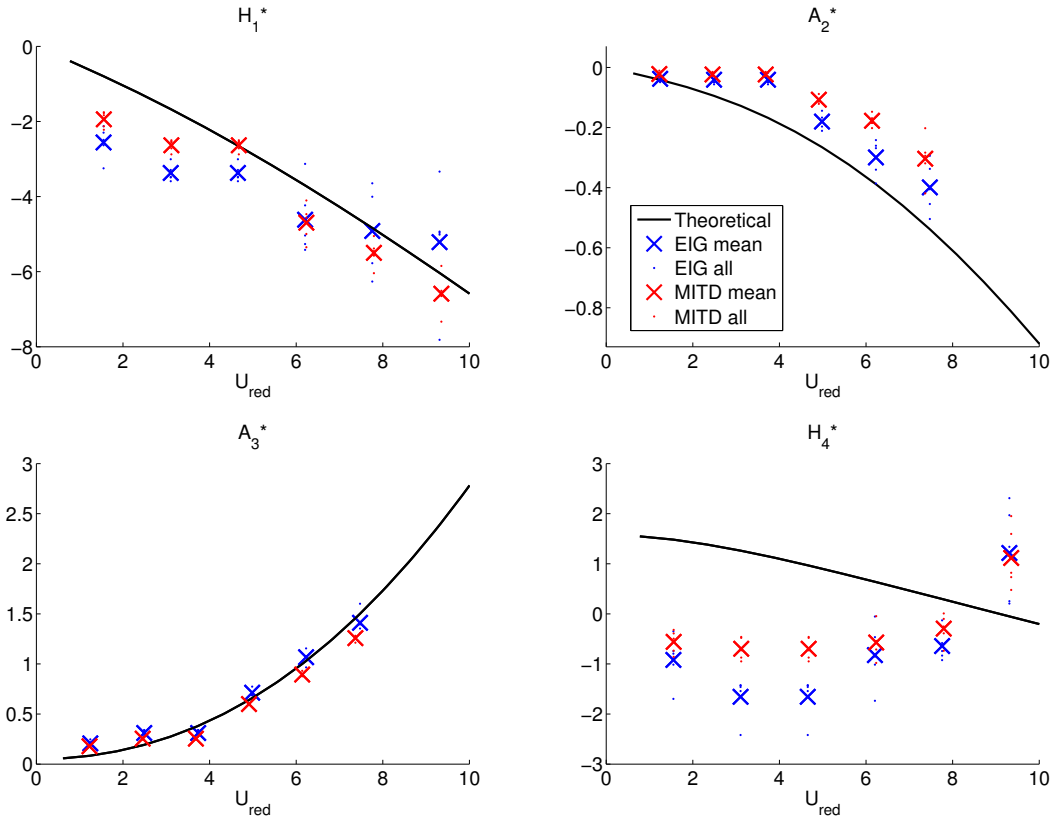 H1*
0
−2
−4
−6
−8
0 2 4 6 8 10
Ured
A2*
0
−0.2
−0.4
−0.6
−0.8
0 2 4 6 8 10
Ured
Theoretical
EIG mean
EIG all
MITD mean
MITD all
A3*
3
2.5
2
1.5
1
0.5
0
0 2 4 6 8 10
Ured
H4*
3
2
1
0
−1
−2
−3
0 2 4 6 8 10
Ured